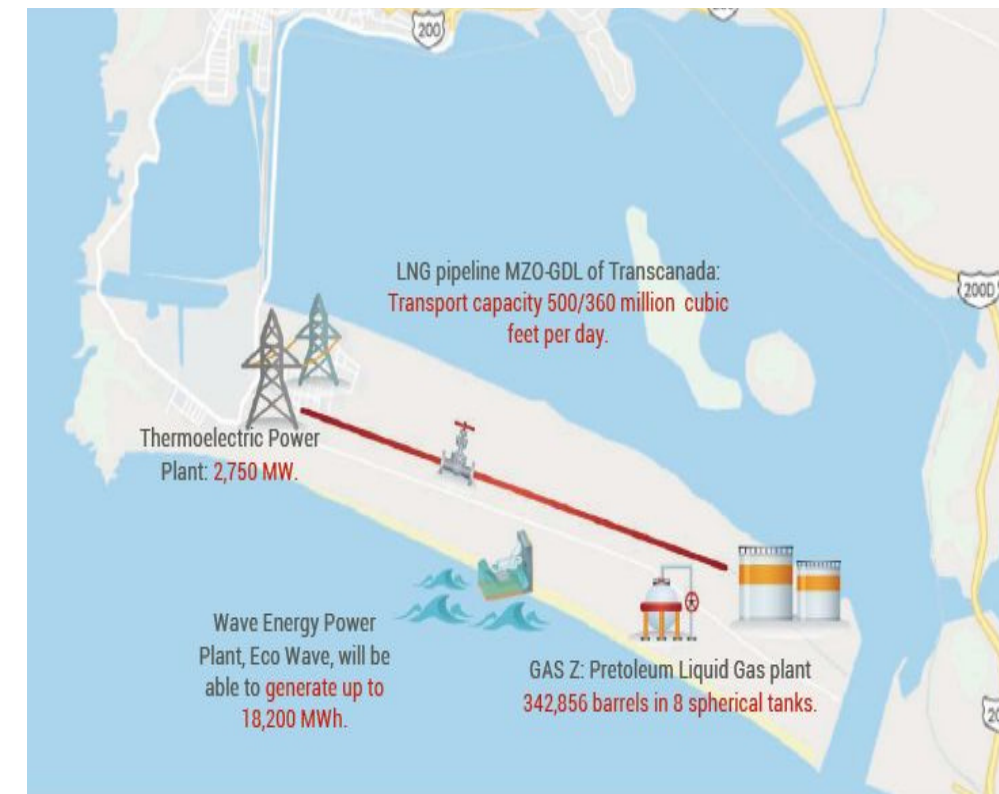 200
LNG pipeline MZO-GDL of Transcanada:
Transport capacity 500/360 million cubic
feet per day.
200D
Thermoelectric Power
Plant: 2,750 MW.
Wave Energy Power
Plant, Eco Wave, will be
able to generate up to
18,200 MWh.
GAS Z: Pretoleum Liquid Gas plant
342,856 barrels in 8 spherical tanks.